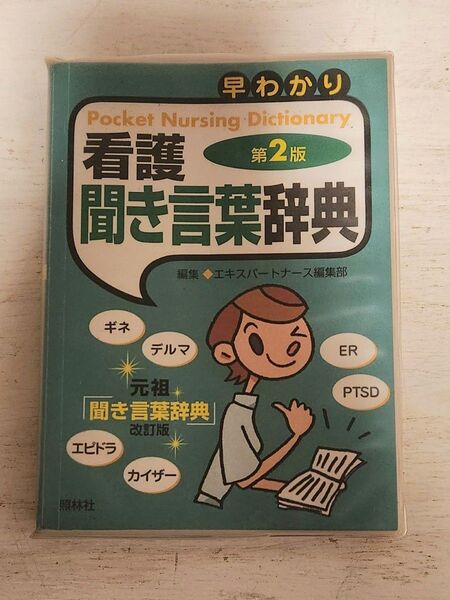 早わかり
Pocket Nursing Dictionary
看護
第2版
聞き言葉辞典
編集◆エキスパートナース編集部
ギネ
デルマ
ER
PTSD
元祖
「聞き言葉辞典」
改訂版
エピドラ
カイザー
照林社